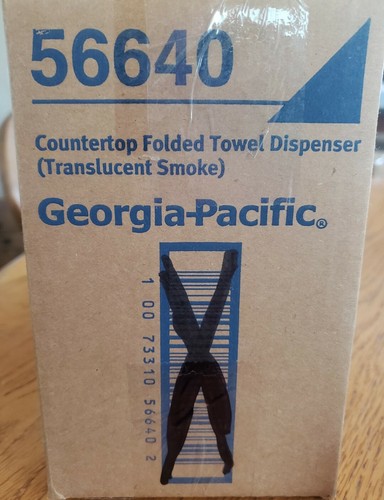 56640
Countertop Folded Towel Dispenser
(Translucent Smoke)
Georgia-Pacific®
1 00 73310 56640 2